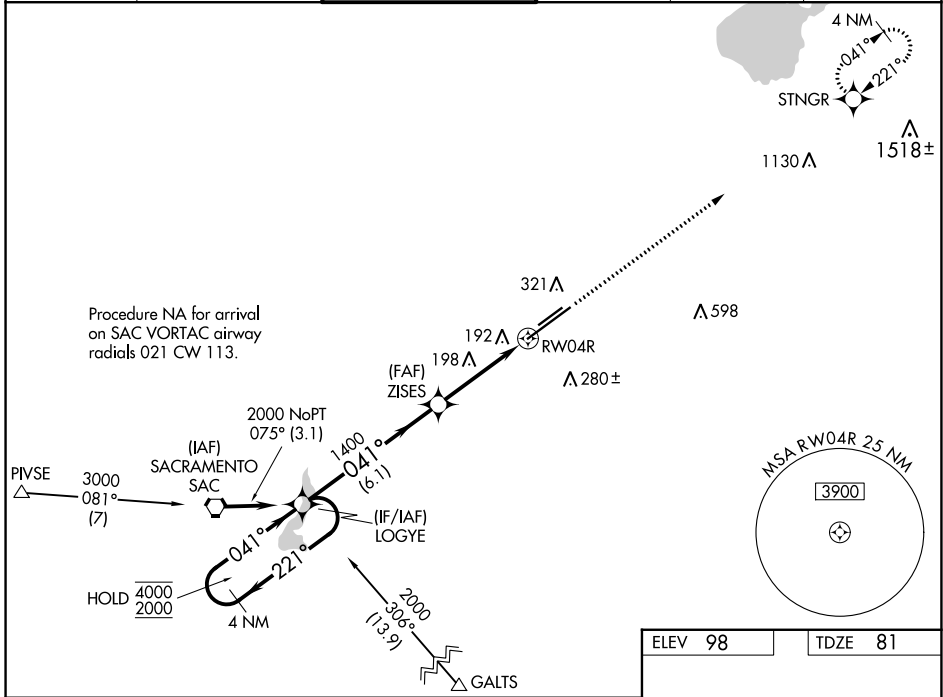 4 NM
041°
221°
STNGR
1518±
1130
321
598
Procedure NA for arrival
on SAC VORTAC airway
radials 021 CW 113.
192
RW04R
198
(FAF)
ZISES
280±
2000 NoPT
075° (3.1)
(IAF)
SACRAMENTO
SAC
1400
041°
(6.1)
MSA RW04R 25 NM
3900
PIVSE
3000
081°
(7)
(IF/IAF)
LOGYE
041°
221°
HOLD 4000
2000
4 NM
2000
306°
(13.9)
GALTS
ELEV 98
TDZE 81